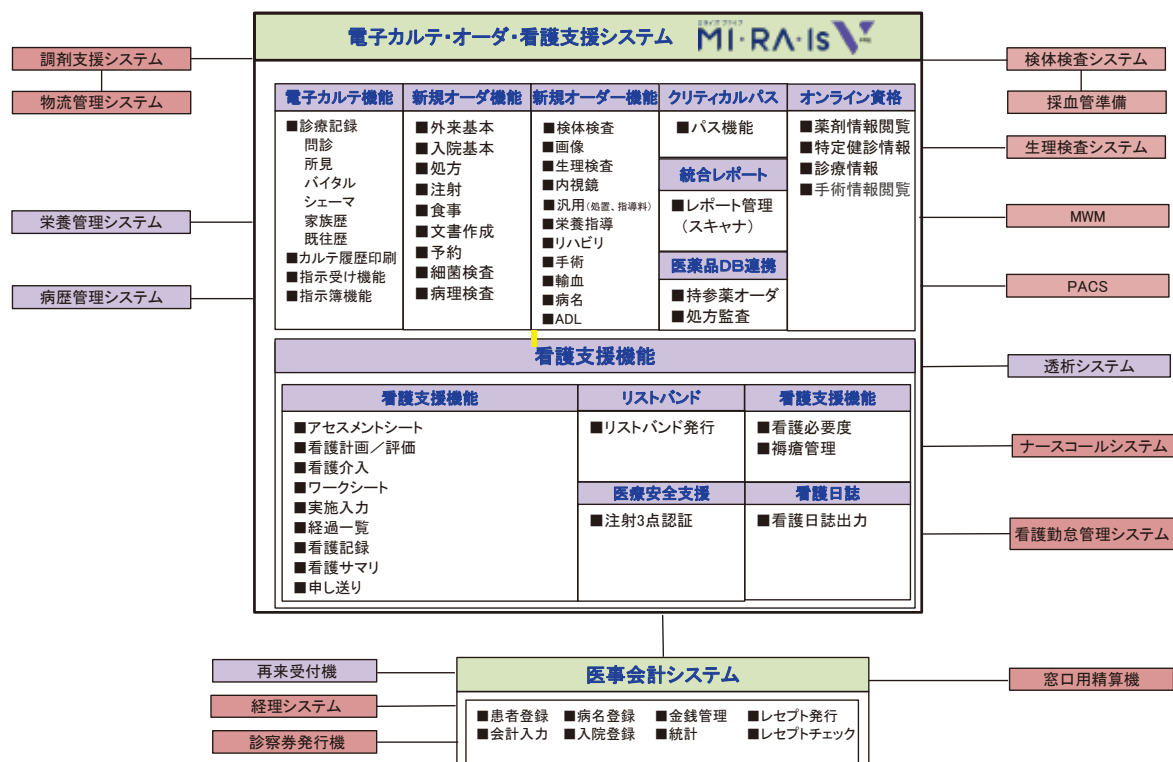 電子カルテ・オーダ・看護支援システム
MI・RA・Is V
調剤支援システム
物流管理システム
栄養管理システム
病歴管理システム
電子カルテ機能
■診療記録
問診
所見
バイタル
シェーマ
家族歴
既往歴
■カルテ履歴印刷
■指示受け機能
■指示簿機能
新規オーダ機能
■外来基本
■入院基本
■処方
■注射
■食事
■文書作成
■予約
■細菌検査
■病理検査
新規オーダー機能
■検体検査
■画像
■生理検査
■内視鏡
■汎用(処置、指導料)
■栄養指導
■リハビリ
■手術
■輸血
■病名
■ADL
クリティカルパス
■パス機能
統合レポート
■レポート管理
(スキャナ)
医薬品DB連携
■持参薬オーダ
■処方監査
オンライン資格
■薬剤情報閲覧
■特定健診情報
■診療情報
■手術情報閲覧
検体検査システム
採血管準備
生理検査システム
MWM
PACS
透析システム
ナースコールシステム
看護勤怠管理システム
看護支援機能
看護支援機能
■アセスメントシート
■看護計画/評価
■看護介入
■ワークシート
■実施入力
■経過一覧
■看護記録
■看護サマリ
■申し送り
リストバンド
■リストバンド発行
医療安全支援
■注射3点認証
看護支援機能
■看護必要度
■褥瘡管理
看護日誌
■看護日誌出力
再来受付機
経理システム
診察券発行機
医事会計システム
■患者登録 ■病名登録 ■金銭管理 ■レセプト発行
■会計入力 ■入院登録 ■統計 ■レセプトチェック
窓口用精算機